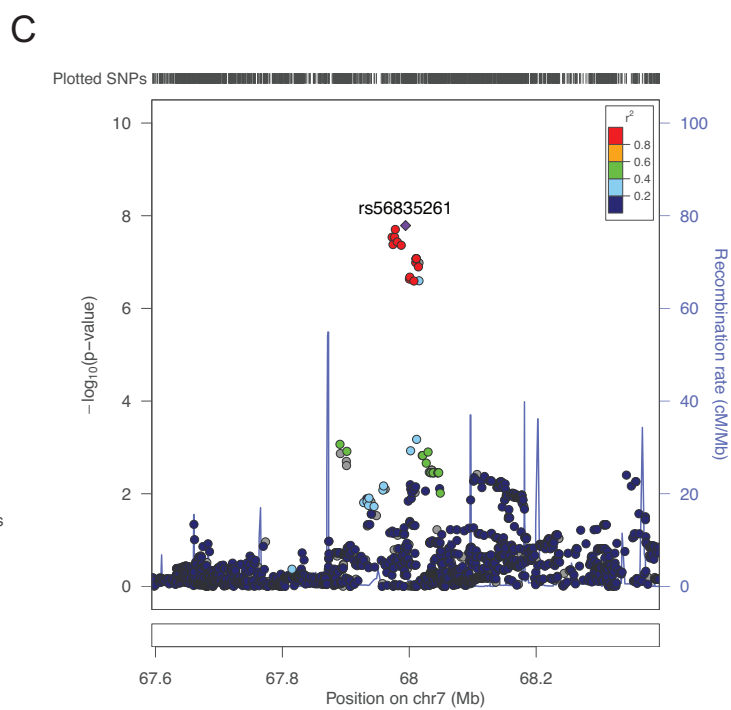 C
Plotted SNPs
10
8
6
4
2
0
− log10(p−value)
rs56835261
r2
0.8
0.6
0.4
0.2
100
80
60
40
20
0
Recombination rate (cM/Mb)
s
67.6 67.8 68 68.2
Position on chr7 (Mb)